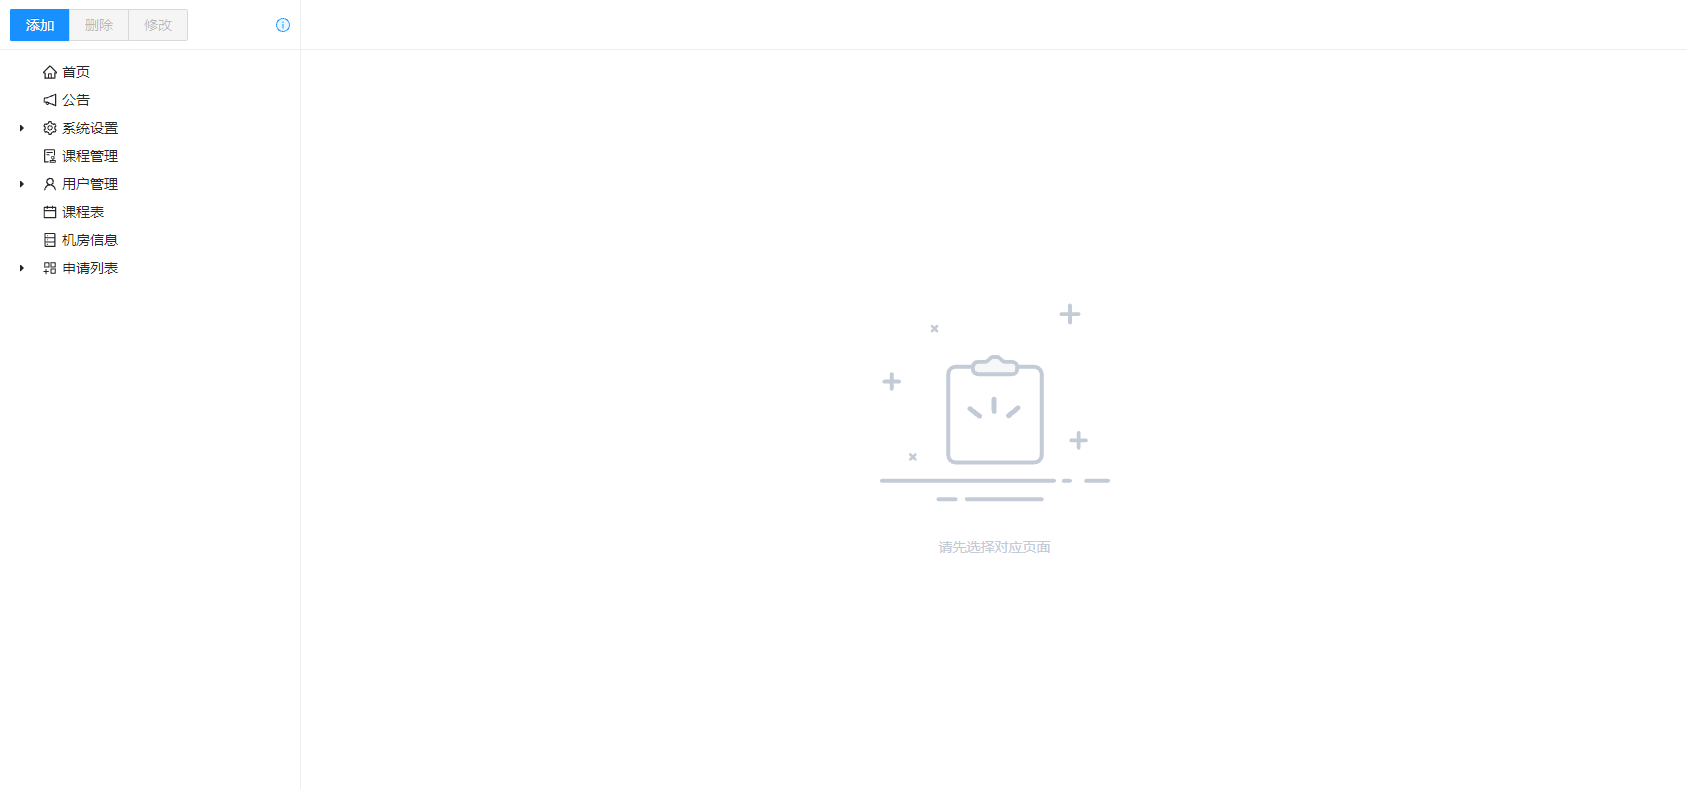 添加 删除 修改
首页
公告
系统设置
课程管理
用户管理
课程表
机房信息
申请列表
请先选择对应页面